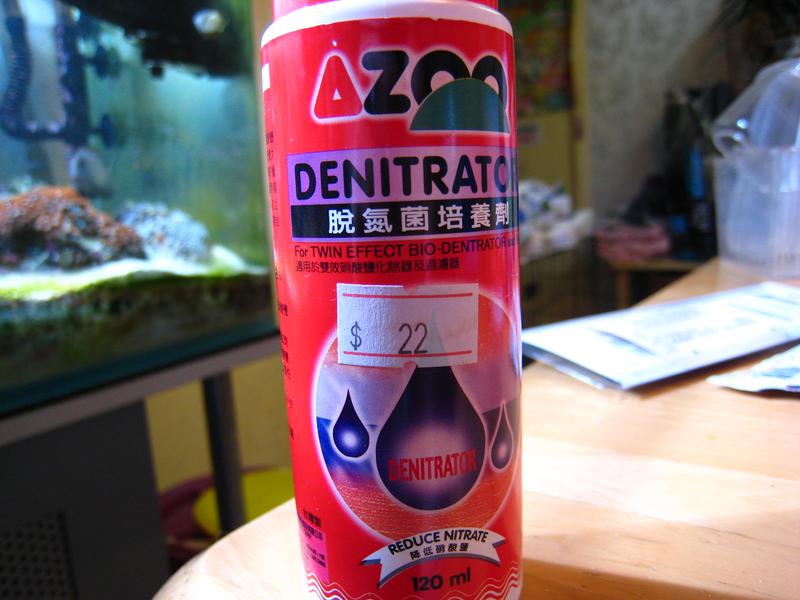 AZOO
DENITRATOR
脫氮菌培養劑
For TWIN EFFECT BIO-DENTRATOR
適用於雙效硝酸鹽化除器及過濾器
$ 22
DENITRATOR
REDUCE NITRATE
降低硝酸鹽
120 ml